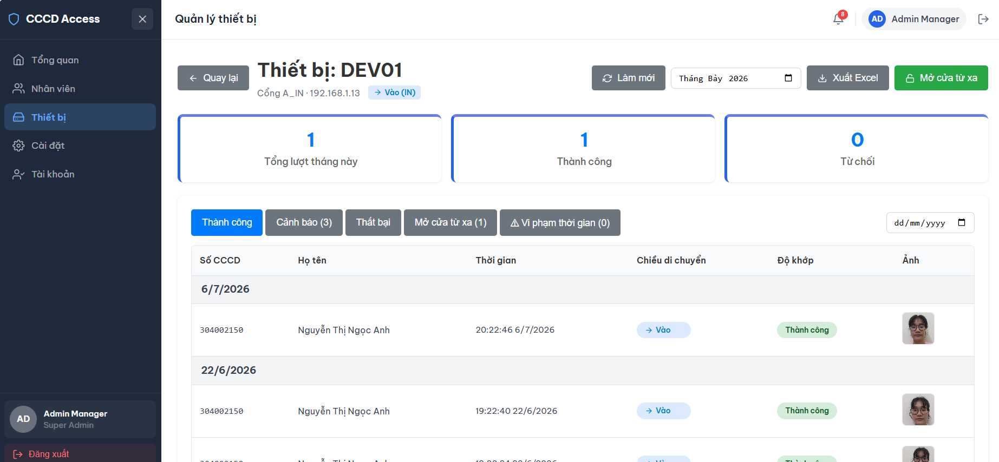 CCCD Access
Quản lý thiết bị
8
AD
Admin Manager
Tổng quan
Nhân viên
Thiết bị
Cài đặt
Tài khoản
Quay lại
Thiết bị: DEV01
Cổng A_IN · 192.168.1.13
→ Vào (IN)
Làm mới
Tháng Bảy 2026
Xuất Excel
Mở cửa từ xa
1
Tổng lượt tháng này
1
Thành công
0
Từ chối
Thành công
Cảnh báo (3)
Thất bại
Mở cửa từ xa (1)
⚠ Vi phạm thời gian (0)
dd/mm/yyyy
Số CCCD Họ tên Thời gian Chiều di chuyển Độ khớp Ảnh
6/7/2026
304002150 Nguyễn Thị Ngọc Anh 20:22:46 6/7/2026 → Vào Thành công
22/6/2026
304002150 Nguyễn Thị Ngọc Anh 19:22:40 22/6/2026 → Vào Thành công
AD
Admin Manager
Super Admin
Đăng xuất